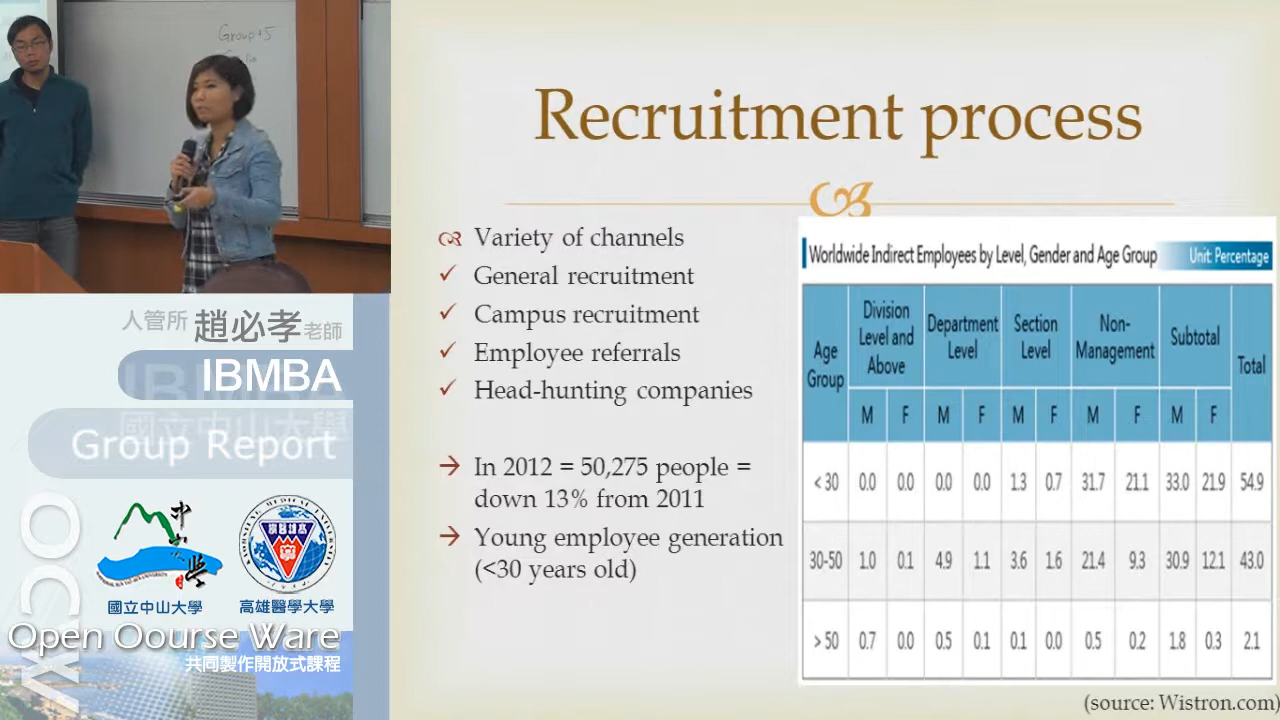 Group #5
Recruitment process
Variety of channels
✓ General recruitment
✓ Campus recruitment
✓ Employee referrals
✓ Head-hunting companies
→ In 2012 = 50,275 people =
down 13% from 2011
→ Young employee generation
(<30 years old)
Worldwide Indirect Employees by Level, Gender and Age Group Unit: Percentage
Age Group Division Level and Above Department Level Section Level Non-Management Subtotal Total
M F M F M F M F M F
< 30 0.0 0.0 0.0 0.0 1.3 0.7 31.7 21.1 33.0 21.9 54.9
30-50 1.0 0.1 4.9 1.1 3.6 1.6 21.4 9.3 30.9 12.1 43.0
> 50 0.7 0.0 0.5 0.1 0.1 0.0 0.5 0.2 1.8 0.3 2.1
(source: Wistron.com)
人管所 趙必孝老師
IBMBA
國立中山大學
Group Report
OCW
中山大學
國立中山大學
高雄醫學大學
Open Oourse Ware
共同製作開放式課程